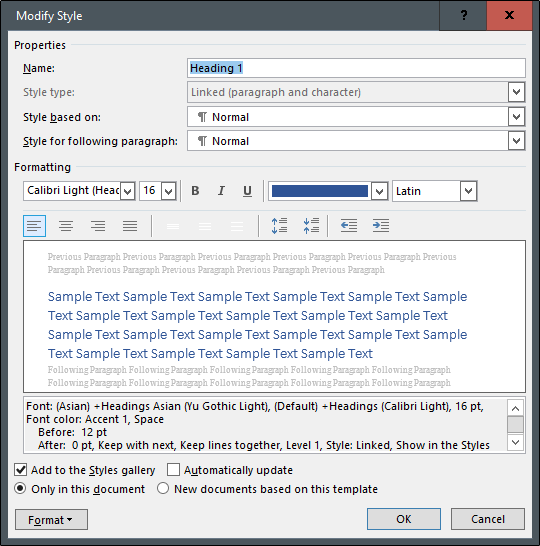 Modify Style ? X
Properties
Name: Heading 1
Style type: Linked (paragraph and character)
Style based on: ¶ Normal
Style for following paragraph: ¶ Normal
Formatting
Calibri Light (Head 16 B I U Latin
Previous Paragraph Previous Paragraph Previous Paragraph Previous Paragraph Previous
Paragraph Previous Paragraph Previous Paragraph Previous Paragraph Previous Paragraph
Sample Text Sample Text Sample Text Sample Text Sample Text Sample
Text Sample Text Sample Text Sample Text Sample Text Sample Text
Sample Text Sample Text Sample Text Sample Text Sample Text Sample
Text Sample Text Sample Text Sample Text Sample Text
Following Paragraph Following Paragraph Following Paragraph Following Paragraph
Following Paragraph Following Paragraph Following Paragraph Following Paragraph
Font: (Asian) +Headings Asian (Yu Gothic Light), (Default) +Headings (Calibri Light), 16 pt,
Font color: Accent 1, Space
Before: 12 pt
After: 0 pt, Keep with next, Keep lines together, Level 1, Style: Linked, Show in the Styles
Add to the Styles gallery Automatically update
Only in this document New documents based on this template
Format OK Cancel